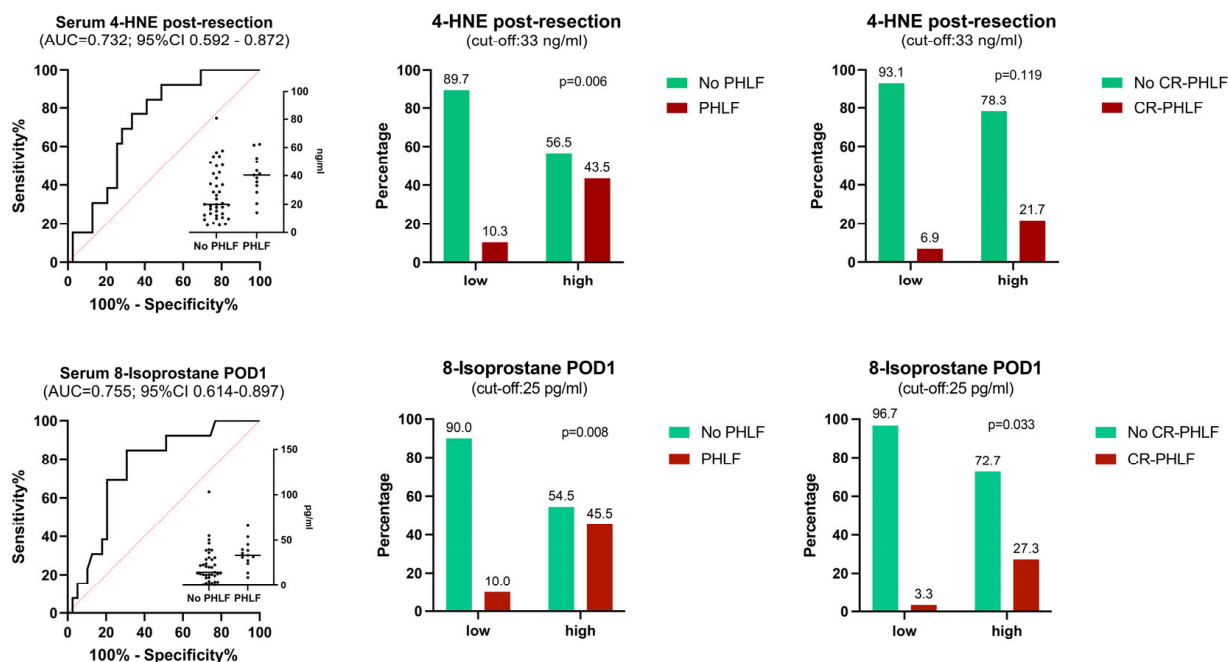 Serum 4-HNE post-resection
(AUC=0.732; 95%CI 0.592 - 0.872)
Sensitivity%
100
80
60
40
20
0
0 20 40 60 80 100
100% - Specificity%
100
80
60
40
20
0
ng/ml
No PHLF PHLF
4-HNE post-resection
(cut-off:33 ng/ml)
Percentage
100
80
60
40
20
0
89.7
10.3
56.5
43.5
p=0.006
low high
No PHLF
PHLF
4-HNE post-resection
(cut-off:33 ng/ml)
Percentage
100
80
60
40
20
0
93.1
6.9
78.3
21.7
p=0.119
low high
No CR-PHLF
CR-PHLF
Serum 8-Isoprostane POD1
(AUC=0.755; 95%CI 0.614-0.897)
Sensitivity%
100
80
60
40
20
0
0 20 40 60 80 100
100% - Specificity%
150
100
50
0
pg/ml
No PHLF PHLF
8-Isoprostane POD1
(cut-off:25 pg/ml)
Percentage
100
80
60
40
20
0
90.0
10.0
54.5
45.5
p=0.008
low high
No PHLF
PHLF
8-Isoprostane POD1
(cut-off:25 pg/ml)
Percentage
100
80
60
40
20
0
96.7
3.3
72.7
27.3
p=0.033
low high
No CR-PHLF
CR-PHLF